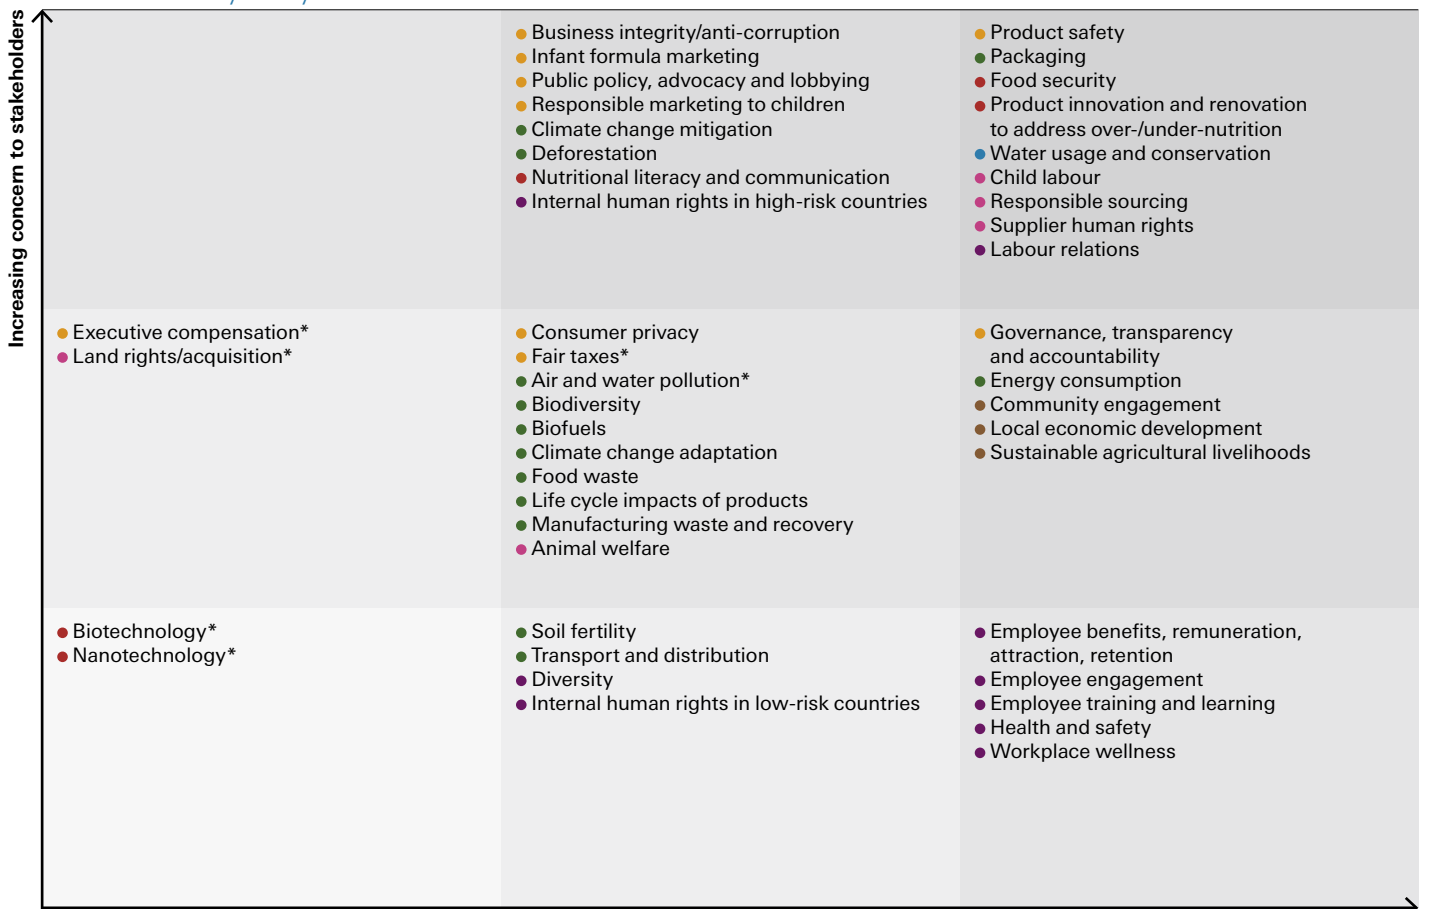 Increasing concern to stakeholders
Business integrity/anti-corruption
Infant formula marketing
Public policy, advocacy and lobbying
Responsible marketing to children
Climate change mitigation
Deforestation
Nutritional literacy and communication
Internal human rights in high-risk countries
Product safety
Packaging
Food security
Product innovation and renovation
to address over-/under-nutrition
Water usage and conservation
Child labour
Responsible sourcing
Supplier human rights
Labour relations
Executive compensation*
Land rights/acquisition*
Consumer privacy
Fair taxes*
Air and water pollution*
Biodiversity
Biofuels
Climate change adaptation
Food waste
Life cycle impacts of products
Manufacturing waste and recovery
Animal welfare
Governance, transparency
and accountability
Energy consumption
Community engagement
Local economic development
Sustainable agricultural livelihoods
Biotechnology*
Nanotechnology*
Soil fertility
Transport and distribution
Diversity
Internal human rights in low-risk countries
Employee benefits, remuneration,
attraction, retention
Employee engagement
Employee training and learning
Health and safety
Workplace wellness